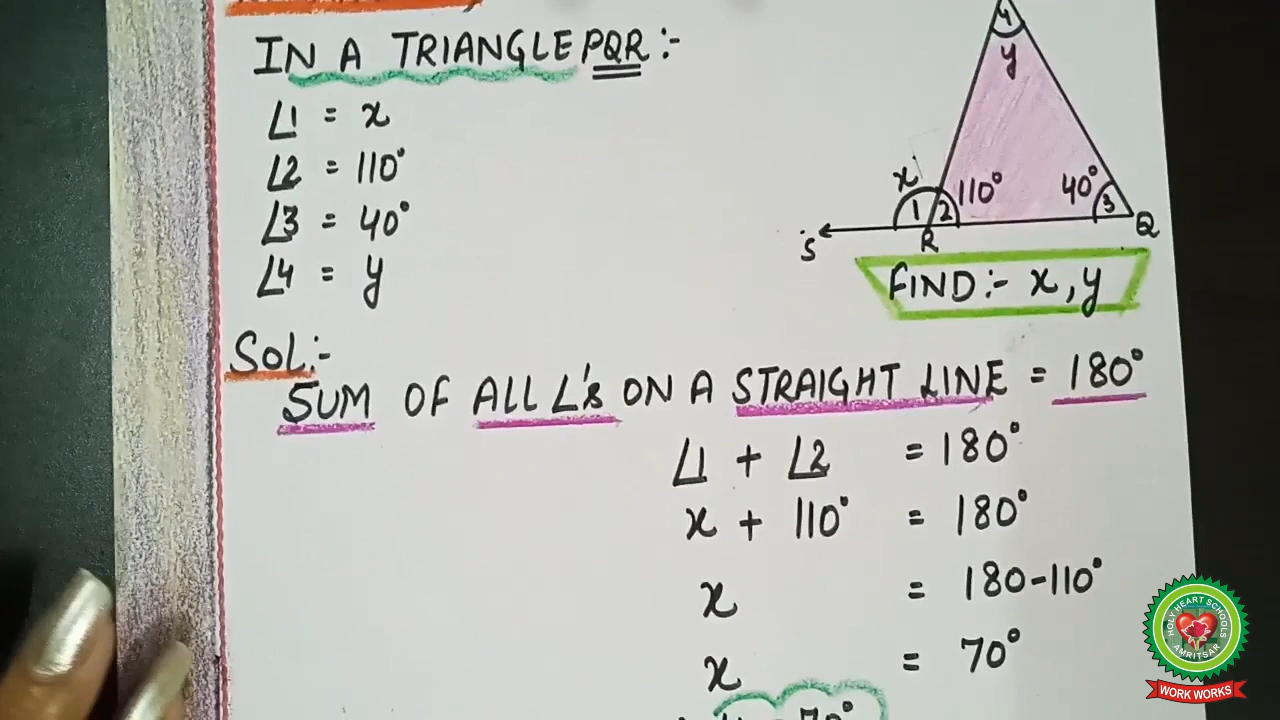 IN A TRIANGLE PQR :-
∠1 = x
∠2 = 110°
∠3 = 40°
∠4 = y
4
y
x
110°
40°
1
2
3
S
R
Q
FIND :- x, y
SOL:-
SUM OF ALL ∠'s ON A STRAIGHT LINE = 180°
∠1 + ∠2 = 180°
x + 110° = 180°
x = 180-110°
x = 70°
70°
HOLY HEART SCHOOLS
AMRITSAR
WORK WORKS